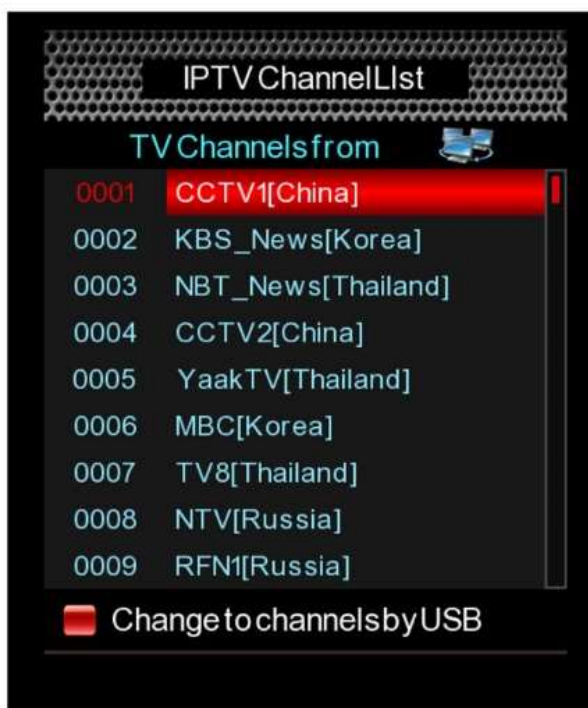 IPTV ChannelLIst
TV Channels from
0001 CCTV1[China]
0002 KBS_News[Korea]
0003 NBT_News[Thailand]
0004 CCTV2[China]
0005 YaakTV[Thailand]
0006 MBC[Korea]
0007 TV8[Thailand]
0008 NTV[Russia]
0009 RFN1[Russia]
Change to channels by USB